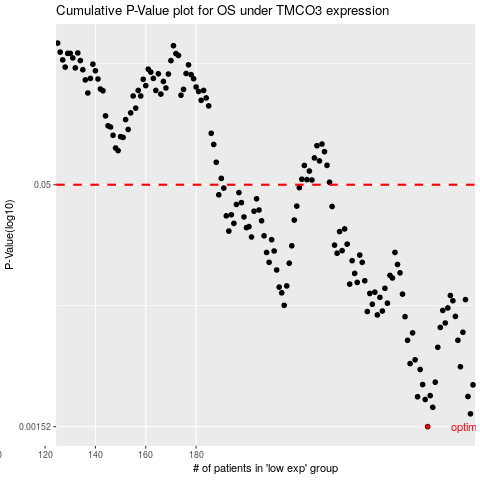 Cumulative P-Value plot for OS under TMCO3 expression
P-Value(log10)
0.05
0.00152
optim
0 120 140 160 180
# of patients in 'low exp' group